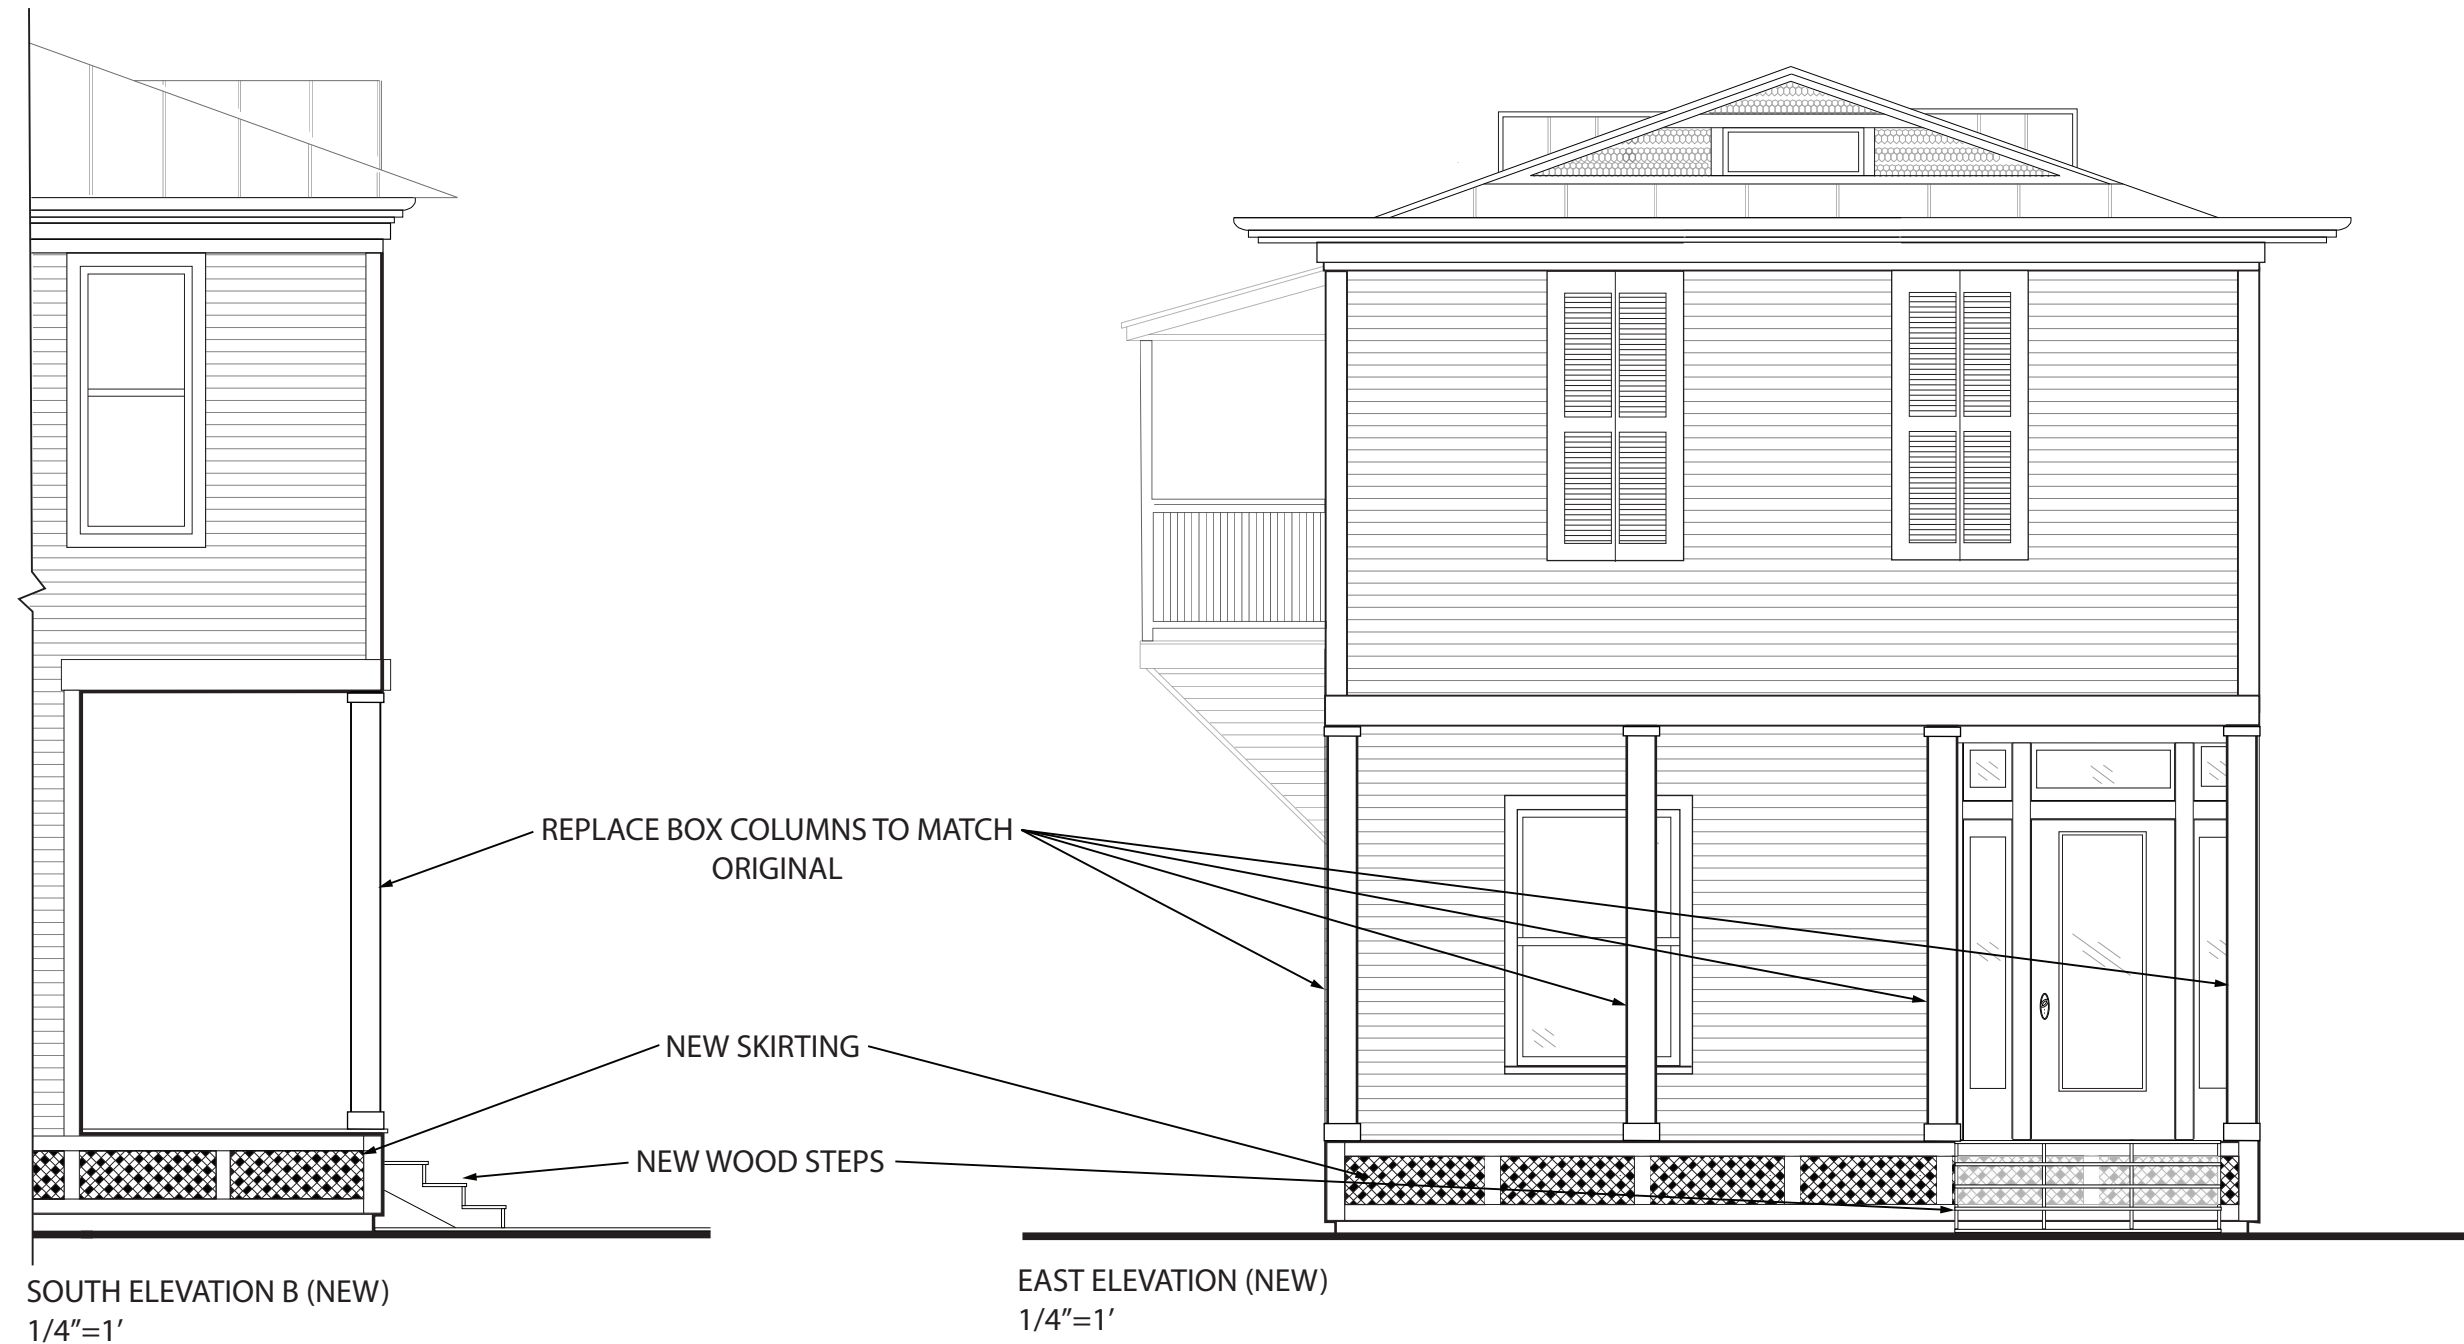 REPLACE BOX COLUMNS TO MATCH
ORIGINAL
NEW SKIRTING
NEW WOOD STEPS
SOUTH ELEVATION B (NEW)
1/4"=1'
EAST ELEVATION (NEW)
1/4"=1'